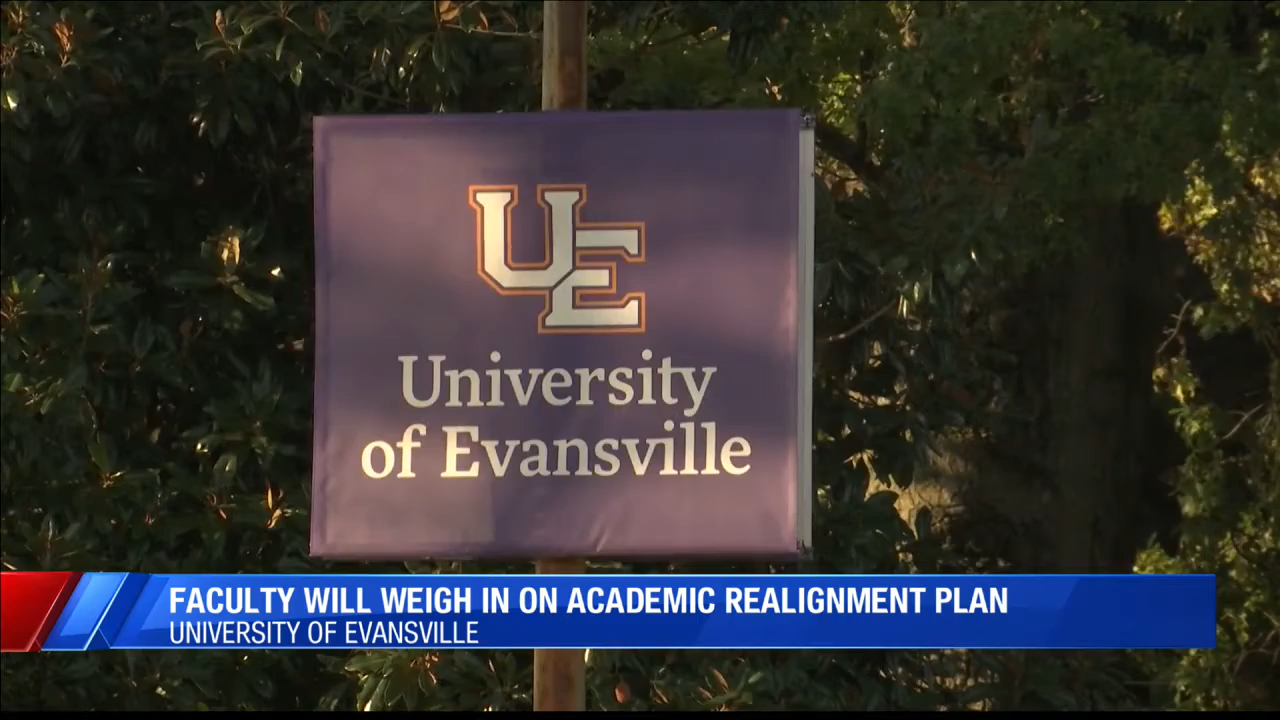 UE
University
of Evansville
FACULTY WILL WEIGH IN ON ACADEMIC REALIGNMENT PLAN
UNIVERSITY OF EVANSVILLE